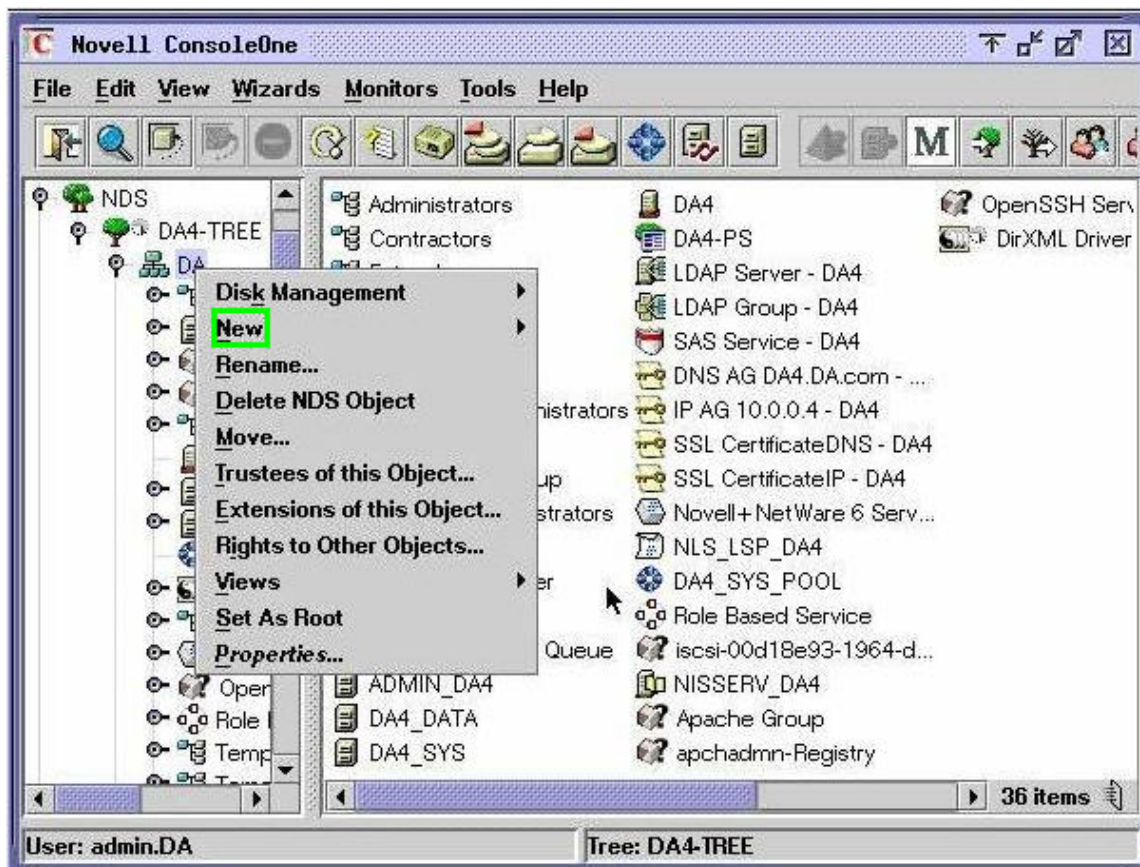 Novell ConsoleOne
File Edit View Wizards Monitors Tools Help
M
NDS
DA4-TREE
DA
Disk Management
New
Rename...
Delete NDS Object
Move...
Trustees of this Object...
Extensions of this Object...
Rights to Other Objects...
Views
Set As Root
Properties...
Open
Role
Temp
Administrators
Contractors
Queue
ADMIN_DA4
DA4_DATA
DA4_SYS
DA4
DA4-PS
LDAP Server - DA4
LDAP Group - DA4
SAS Service - DA4
DNS AG DA4.DA.com - ...
IP AG 10.0.0.4 - DA4
SSL CertificateDNS - DA4
SSL CertificateIP - DA4
Novell+NetWare 6 Serv...
NLS_LSP_DA4
DA4_SYS_POOL
Role Based Service
iscsi-00d18e93-1964-d...
NISSERV_DA4
Apache Group
apchadmn-Registry
OpenSSH Serv
DirXML Driver
36 items
User: admin.DA
Tree: DA4-TREE